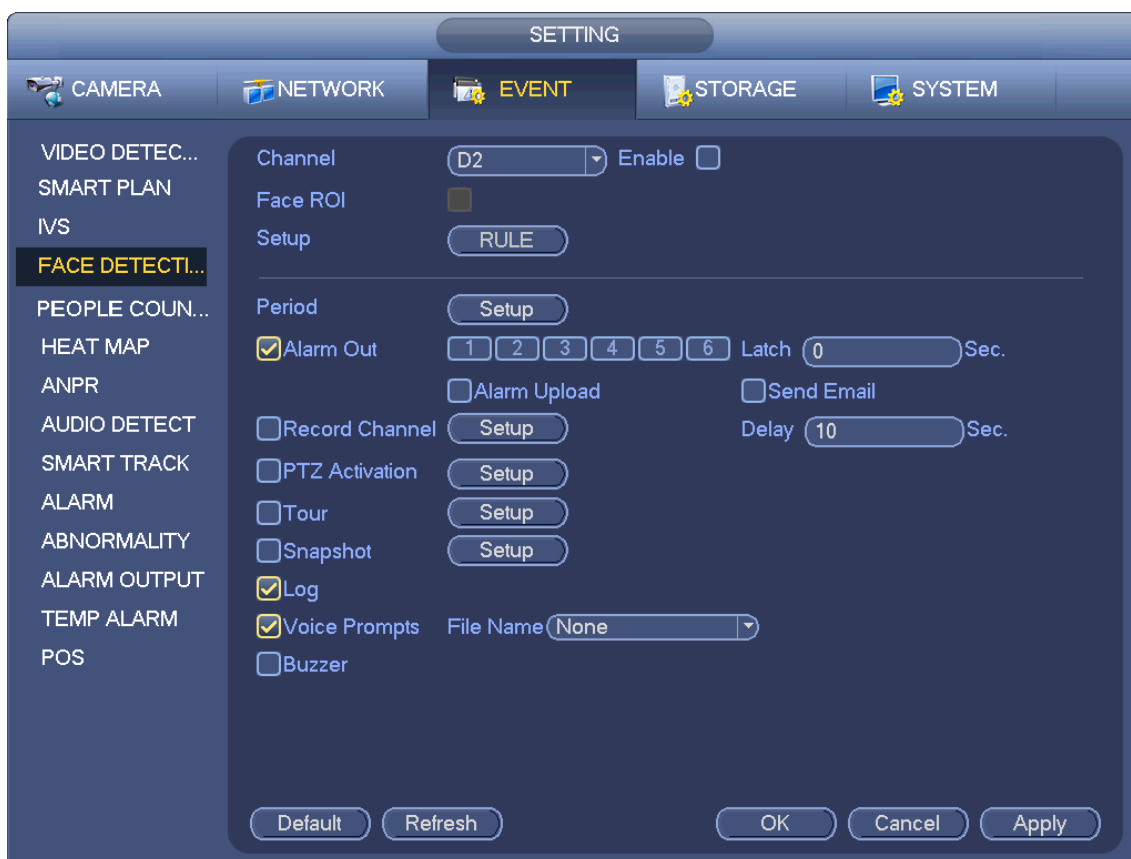 SETTING
CAMERA NETWORK EVENT STORAGE SYSTEM
VIDEO DETEC...
SMART PLAN
IVS
FACE DETECTI...
PEOPLE COUN...
HEAT MAP
ANPR
AUDIO DETECT
SMART TRACK
ALARM
ABNORMALITY
ALARM OUTPUT
TEMP ALARM
POS
Channel D2 Enable
Face ROI
Setup RULE
Period Setup
Alarm Out 1 2 3 4 5 6 Latch 0 Sec.
Alarm Upload Send Email
Record Channel Setup Delay 10 Sec.
PTZ Activation Setup
Tour Setup
Snapshot Setup
Log
Voice Prompts File Name None
Buzzer
Default Refresh OK Cancel Apply